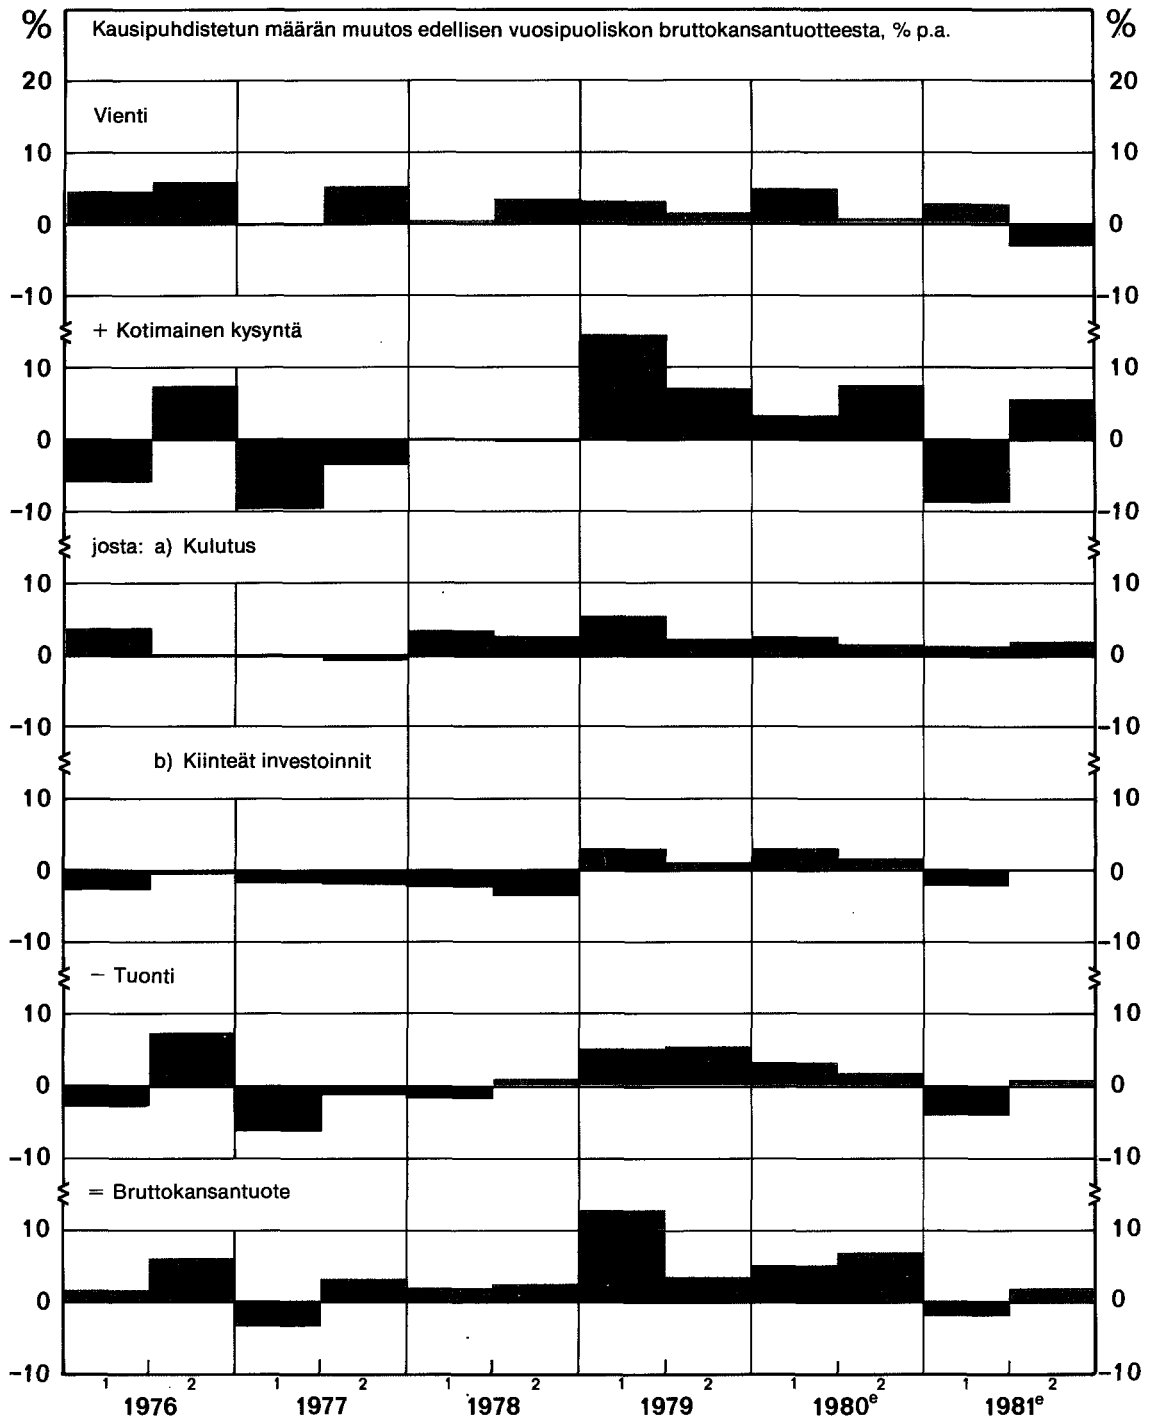 % Kausipuhdistetun määrän muutos edellisen vuosipuoliskon bruttokansantuotteesta, % p.a. %
20 20
Vienti
10 10
0 0
-10 -10
+ Kotimainen kysyntä
10 10
0 0
-10 -10
josta: a) Kulutus
10 10
0 0
-10 -10
b) Kiinteät investoinnit
10 10
0 0
-10 -10
- Tuonti
10 10
0 0
-10 -10
= Bruttokansantuote
10 10
0 0
-10 -10
1 2 1 2 1 2 1 2 1 2 1 2
1976 1977 1978 1979 1980e 1981e